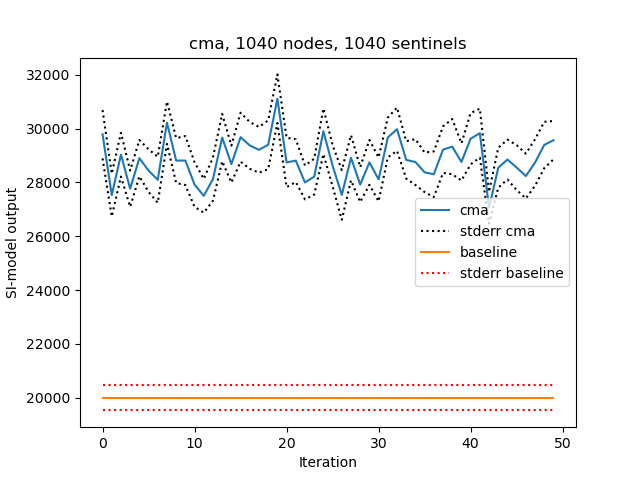 cma, 1040 nodes, 1040 sentinels
SI-model output
32000
30000
28000
26000
24000
22000
20000
cma
stderr cma
baseline
stderr baseline
0 10 20 30 40 50
Iteration